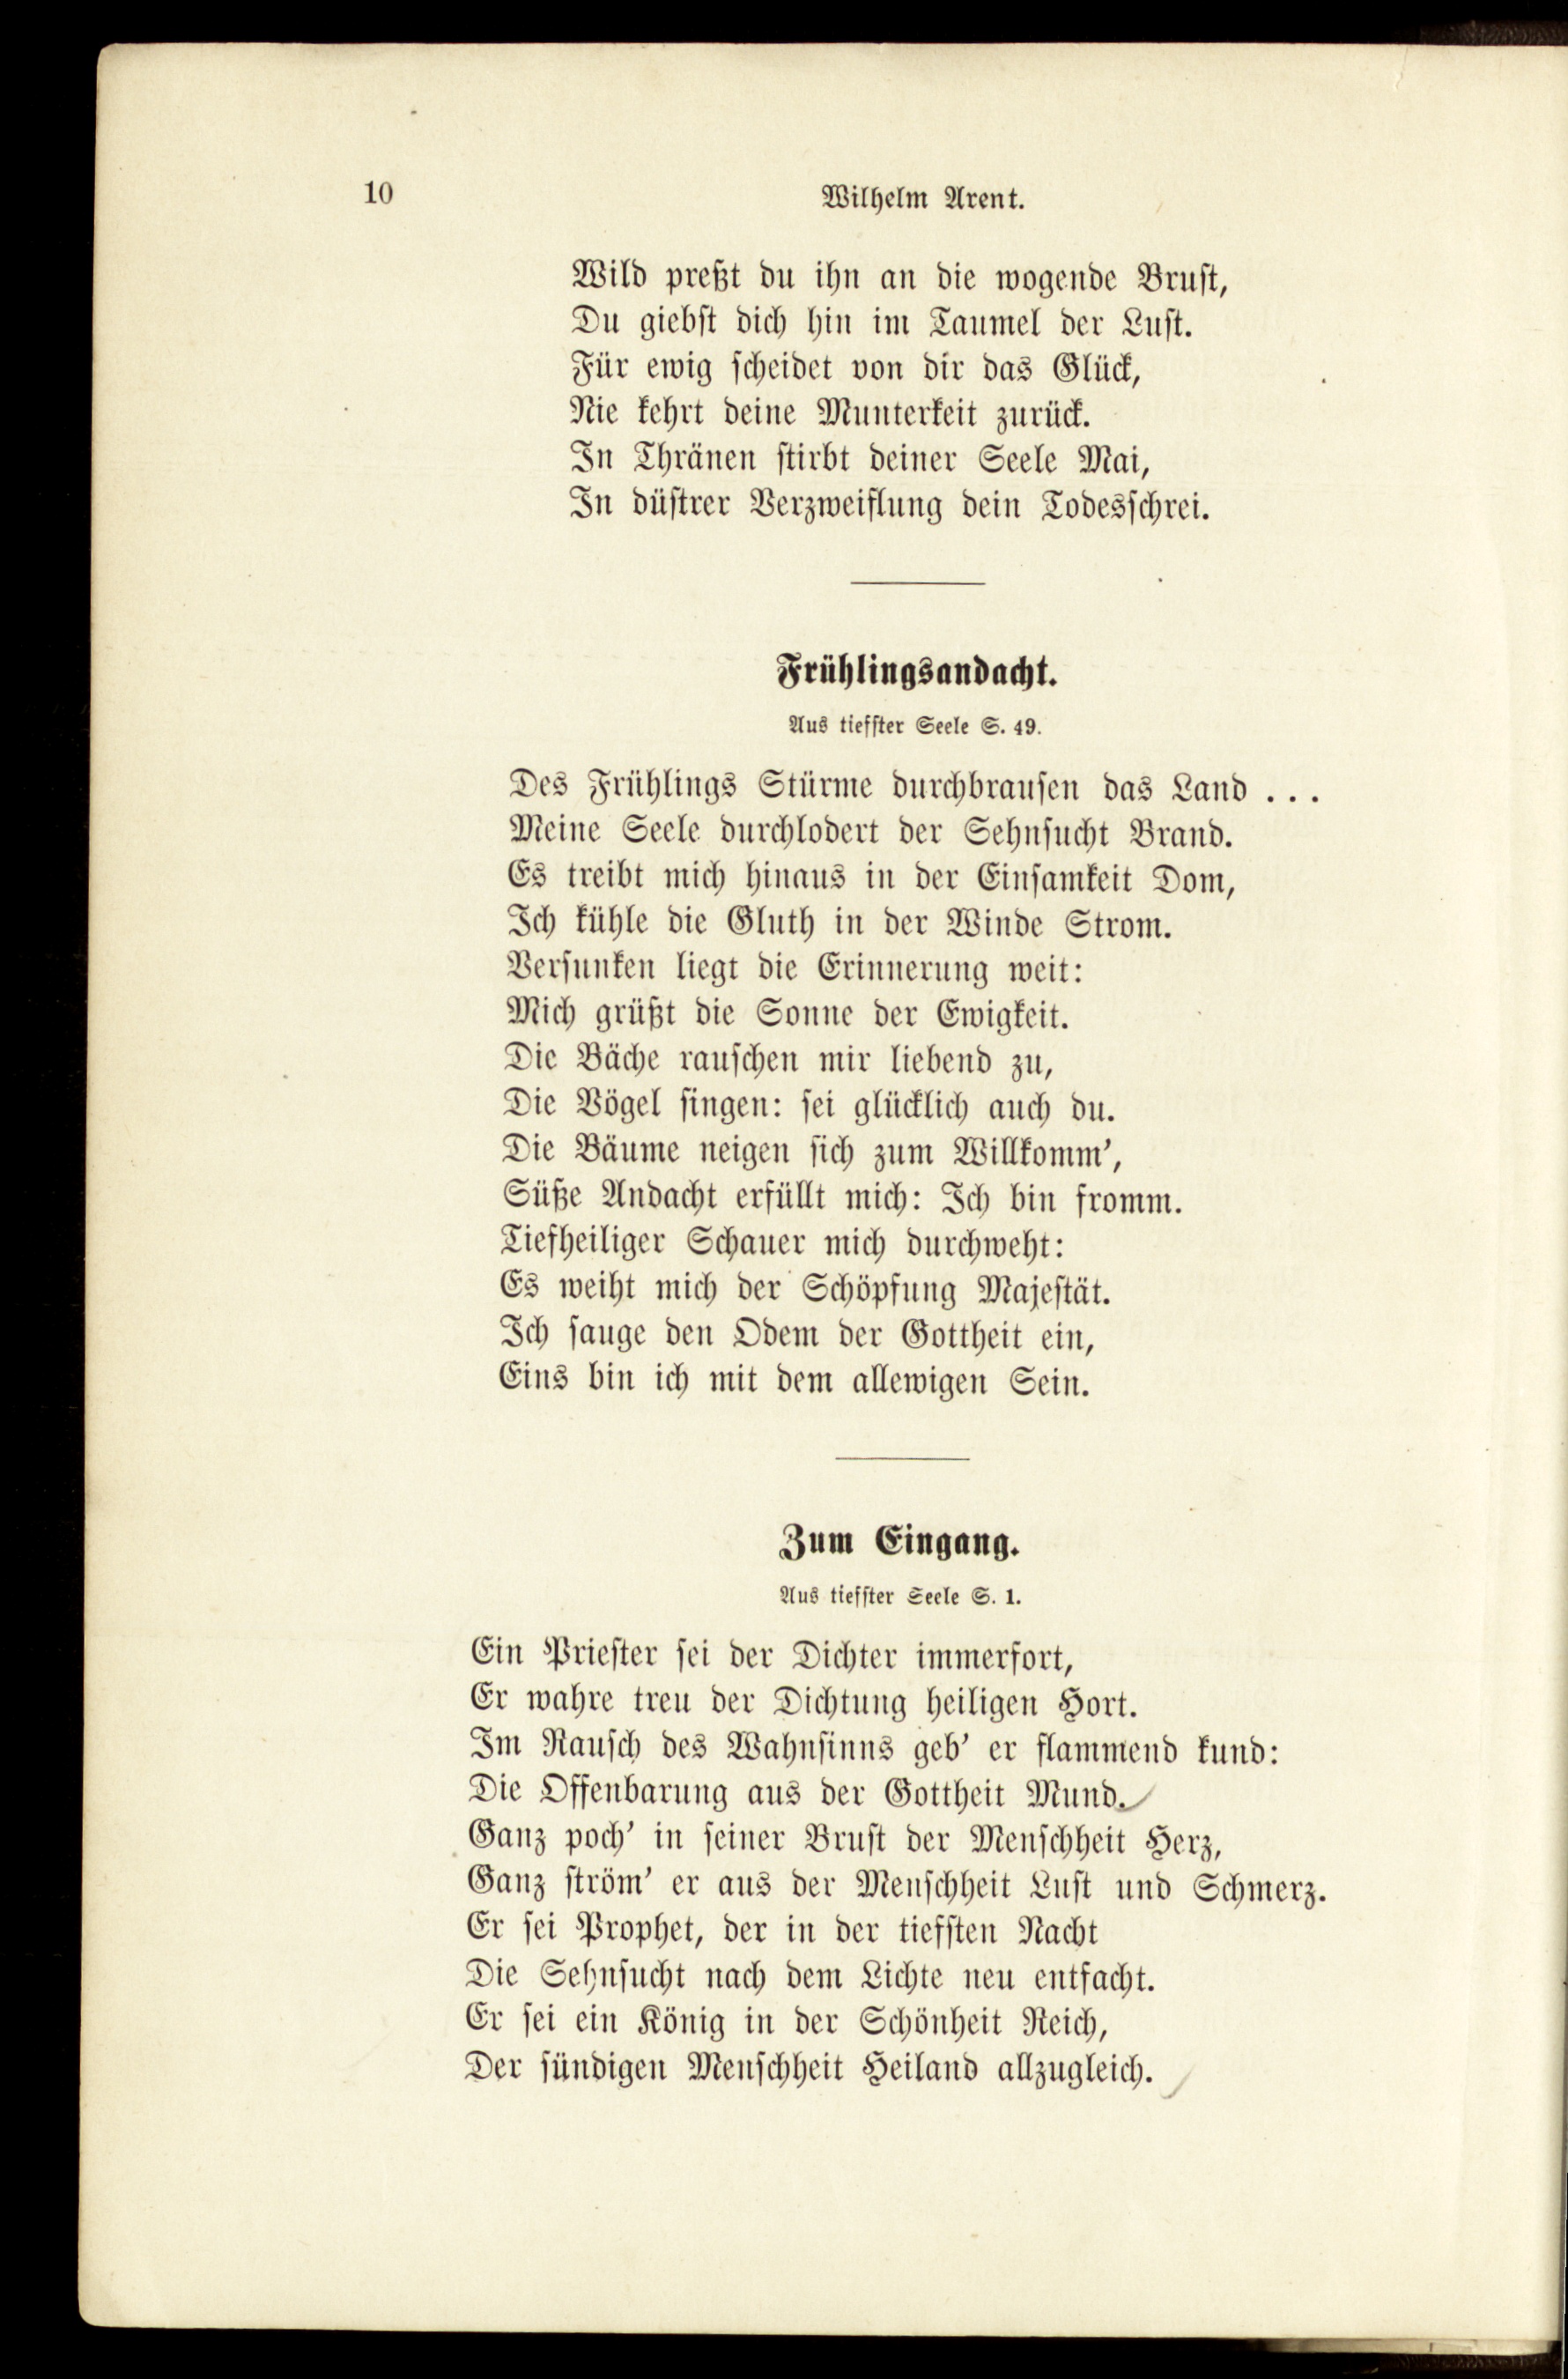 10
Wilhelm Arent.
Wild preßt du ihn an die wogende Brust,
Du giebst dich hin im Taumel der Lust.
Für ewig scheidet von dir das Glück,
Nie kehrt deine Munterkeit zurück.
In Thränen stirbt deiner Seele Mai,
In düstrer Verzweiflung dein Todesschrei.
Frühlingsandacht.
Aus tiefster Seele S. 49.
Des Frühlings Stürme durchbrausen das Land . . .
Meine Seele durchlodert der Sehnsucht Brand.
Es treibt mich hinaus in der Einsamkeit Dom,
Ich kühle die Gluth in der Winde Strom.
Versunken liegt die Erinnerung weit:
Mich grüßt die Sonne der Ewigkeit.
Die Bäche rauschen mir liebend zu,
Die Vögel singen: sei glücklich auch du.
Die Bäume neigen sich zum Willkomm',
Süße Andacht erfüllt mich: Ich bin fromm.
Tiefheiliger Schauer mich durchweht:
Es weiht mich der Schöpfung Majestät.
Ich sauge den Odem der Gottheit ein,
Eins bin ich mit dem allewigen Sein.
Zum Eingang.
Aus tiefster Seele S. 1.
Ein Priester sei der Dichter immerfort,
Er wahre treu der Dichtung heiligen Hort.
Im Rausch des Wahnsinns geb' er flammend kund:
Die Offenbarung aus der Gottheit Mund.
Ganz poch' in seiner Brust der Menschheit Herz,
Ganz ström' er aus der Menschheit Lust und Schmerz.
Er sei Prophet, der in der tiefsten Nacht
Die Sehnsucht nach dem Lichte neu entfacht.
Er sei ein König in der Schönheit Reich,
Der sündigen Menschheit Heiland allzugleich.